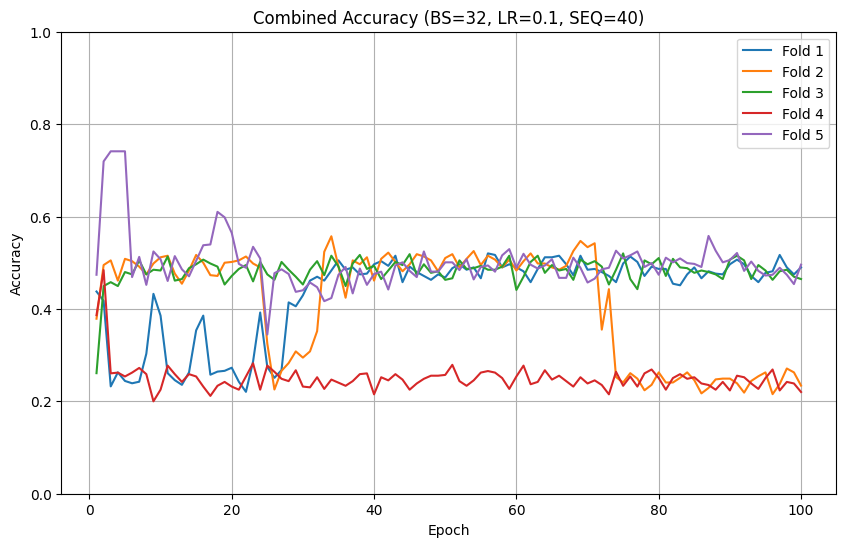 Combined Accuracy (BS=32, LR=0.1, SEQ=40)
1.0
0.8
0.6
0.4
0.2
0.0
Accuracy
Fold 1
Fold 2
Fold 3
Fold 4
Fold 5
0
20
40
60
80
100
Epoch